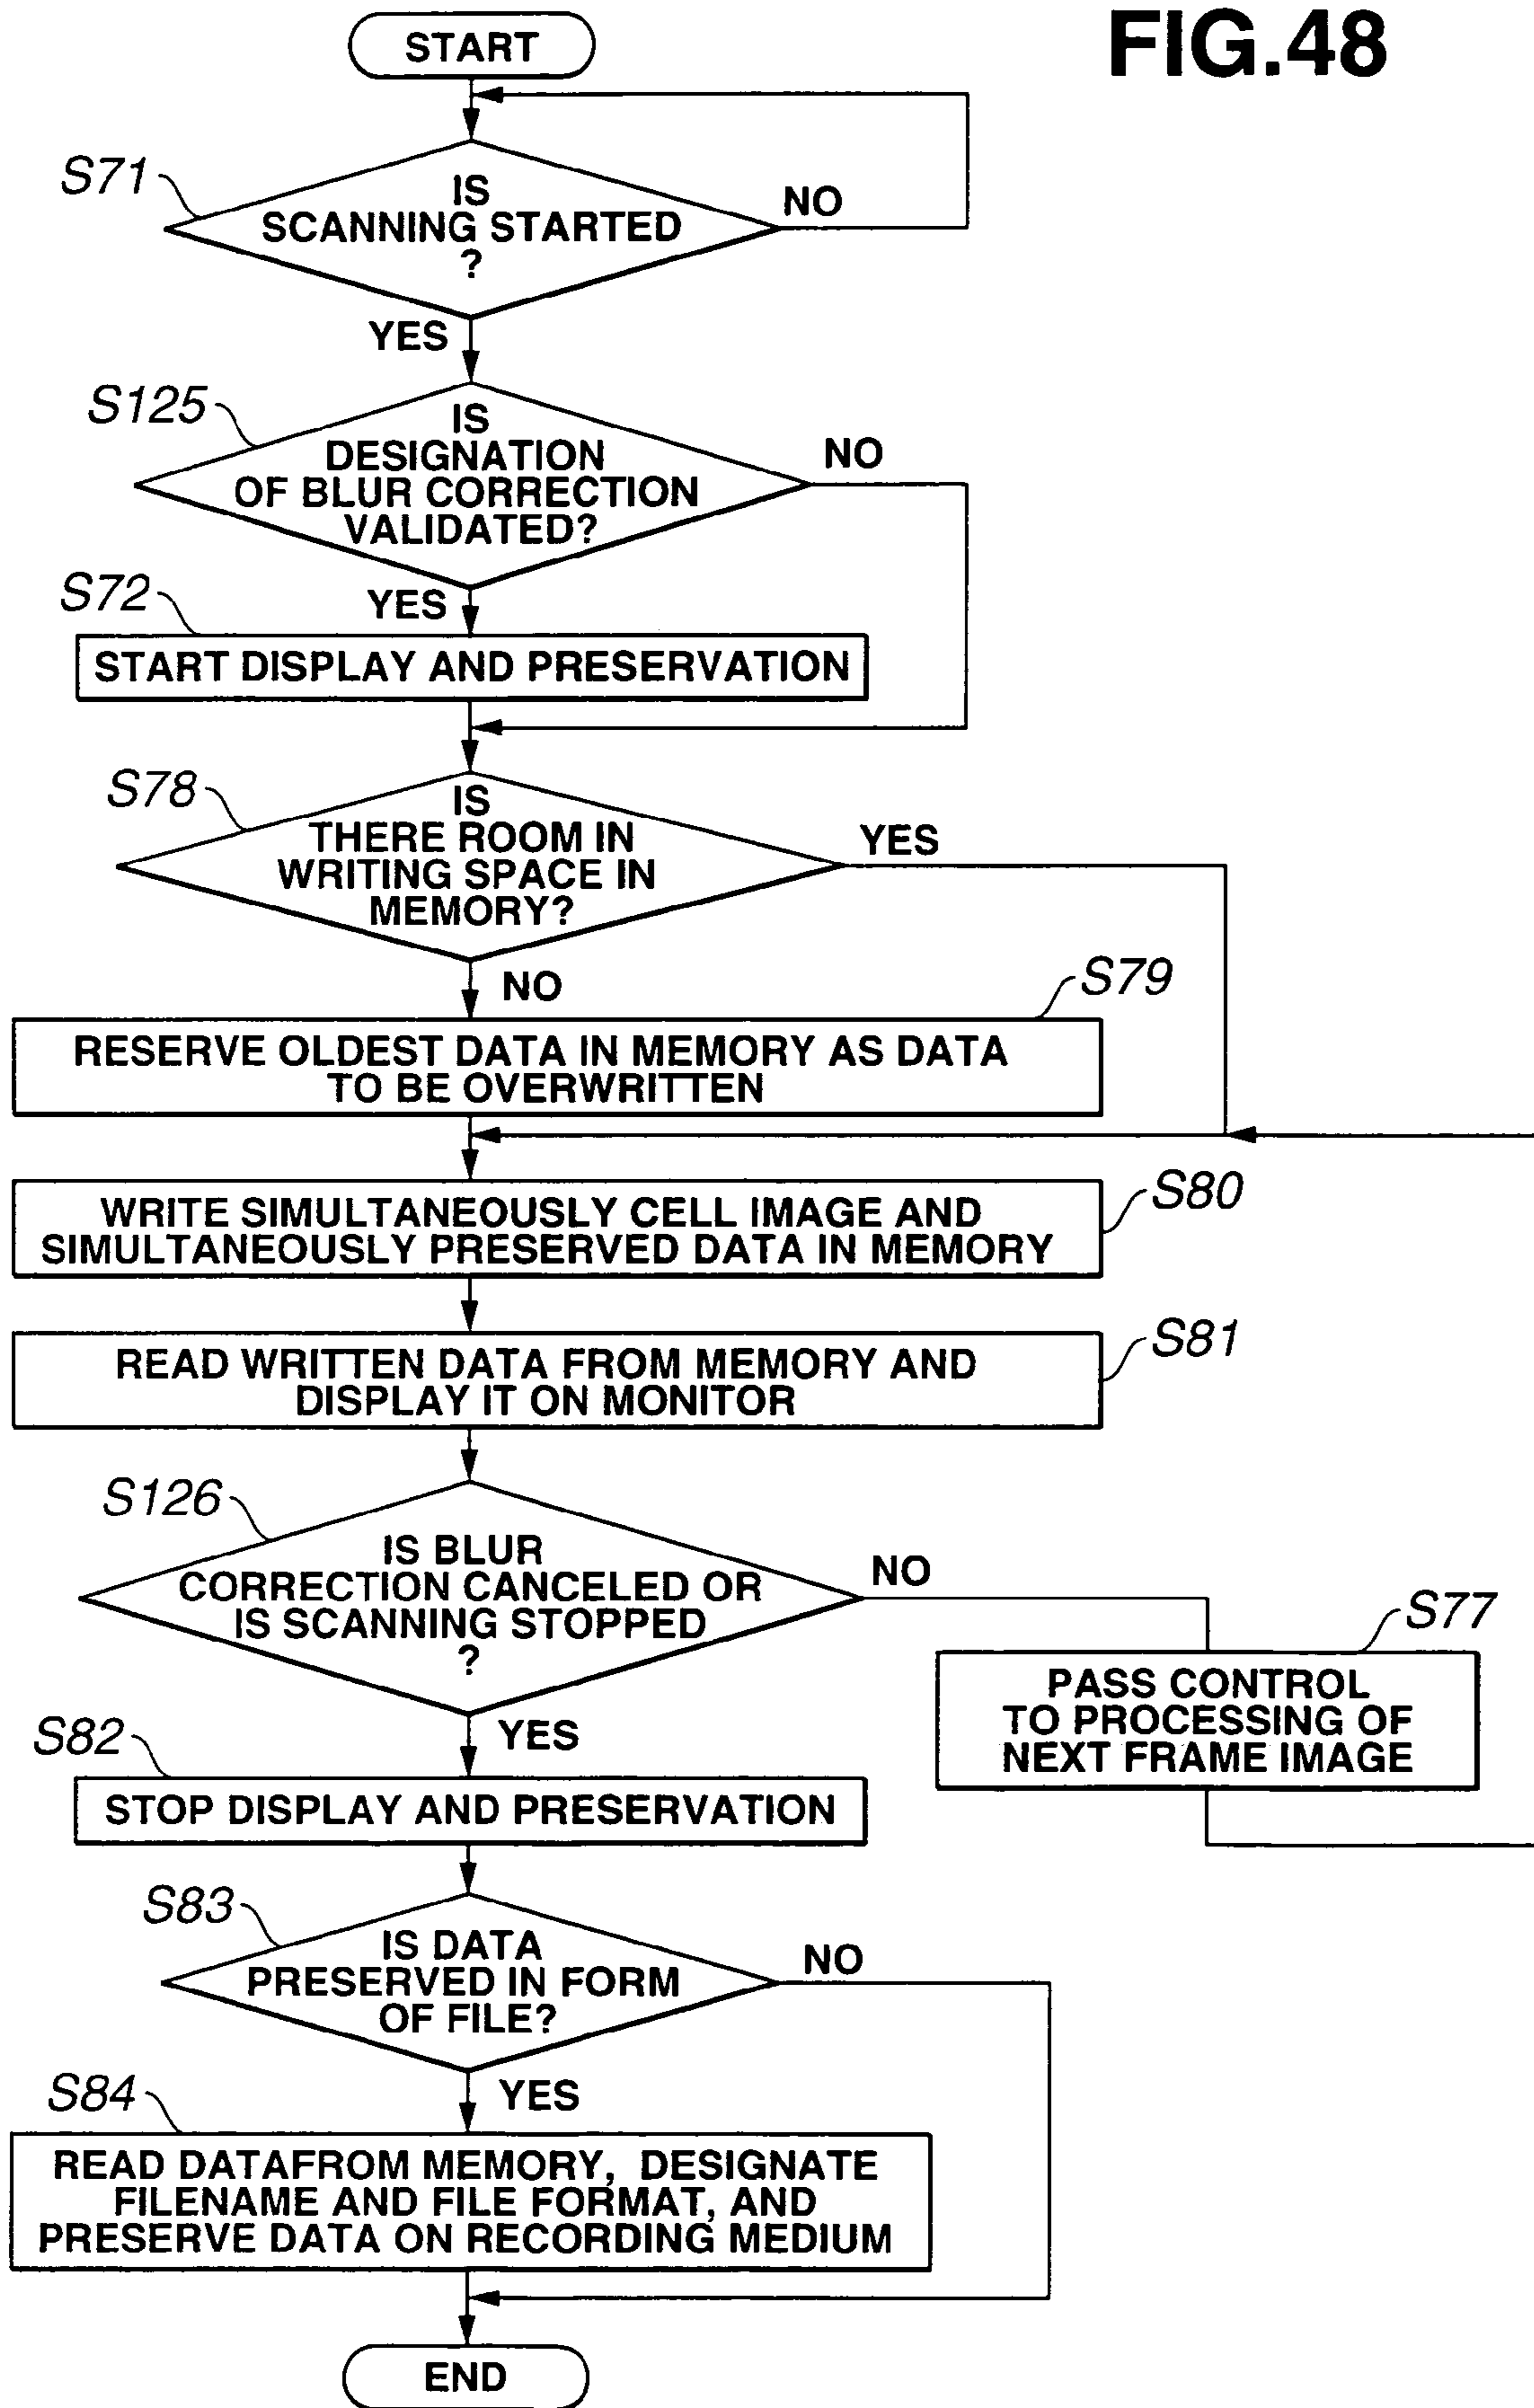 FIG.48
START
S71
IS
SCANNING STARTED
?
NO
YES
S125
IS
DESIGNATION
OF BLUR CORRECTION
VALIDATED?
NO
YES
S72
START DISPLAY AND PRESERVATION
S78
IS
THERE ROOM IN
WRITING SPACE IN
MEMORY?
YES
NO
S79
RESERVE OLDEST DATA IN MEMORY AS DATA
TO BE OVERWRITTEN
S80
WRITE SIMULTANEOUSLY CELL IMAGE AND
SIMULTANEOUSLY PRESERVED DATA IN MEMORY
S81
READ WRITTEN DATA FROM MEMORY AND
DISPLAY IT ON MONITOR
S126
IS BLUR
CORRECTION CANCELED OR
IS SCANNING STOPPED
?
NO
S77
PASS CONTROL
TO PROCESSING OF
NEXT FRAME IMAGE
YES
S82
STOP DISPLAY AND PRESERVATION
S83
IS DATA
PRESERVED IN FORM
OF FILE?
NO
YES
S84
READ DATAFROM MEMORY, DESIGNATE
FILENAME AND FILE FORMAT, AND
PRESERVE DATA ON RECORDING MEDIUM
END